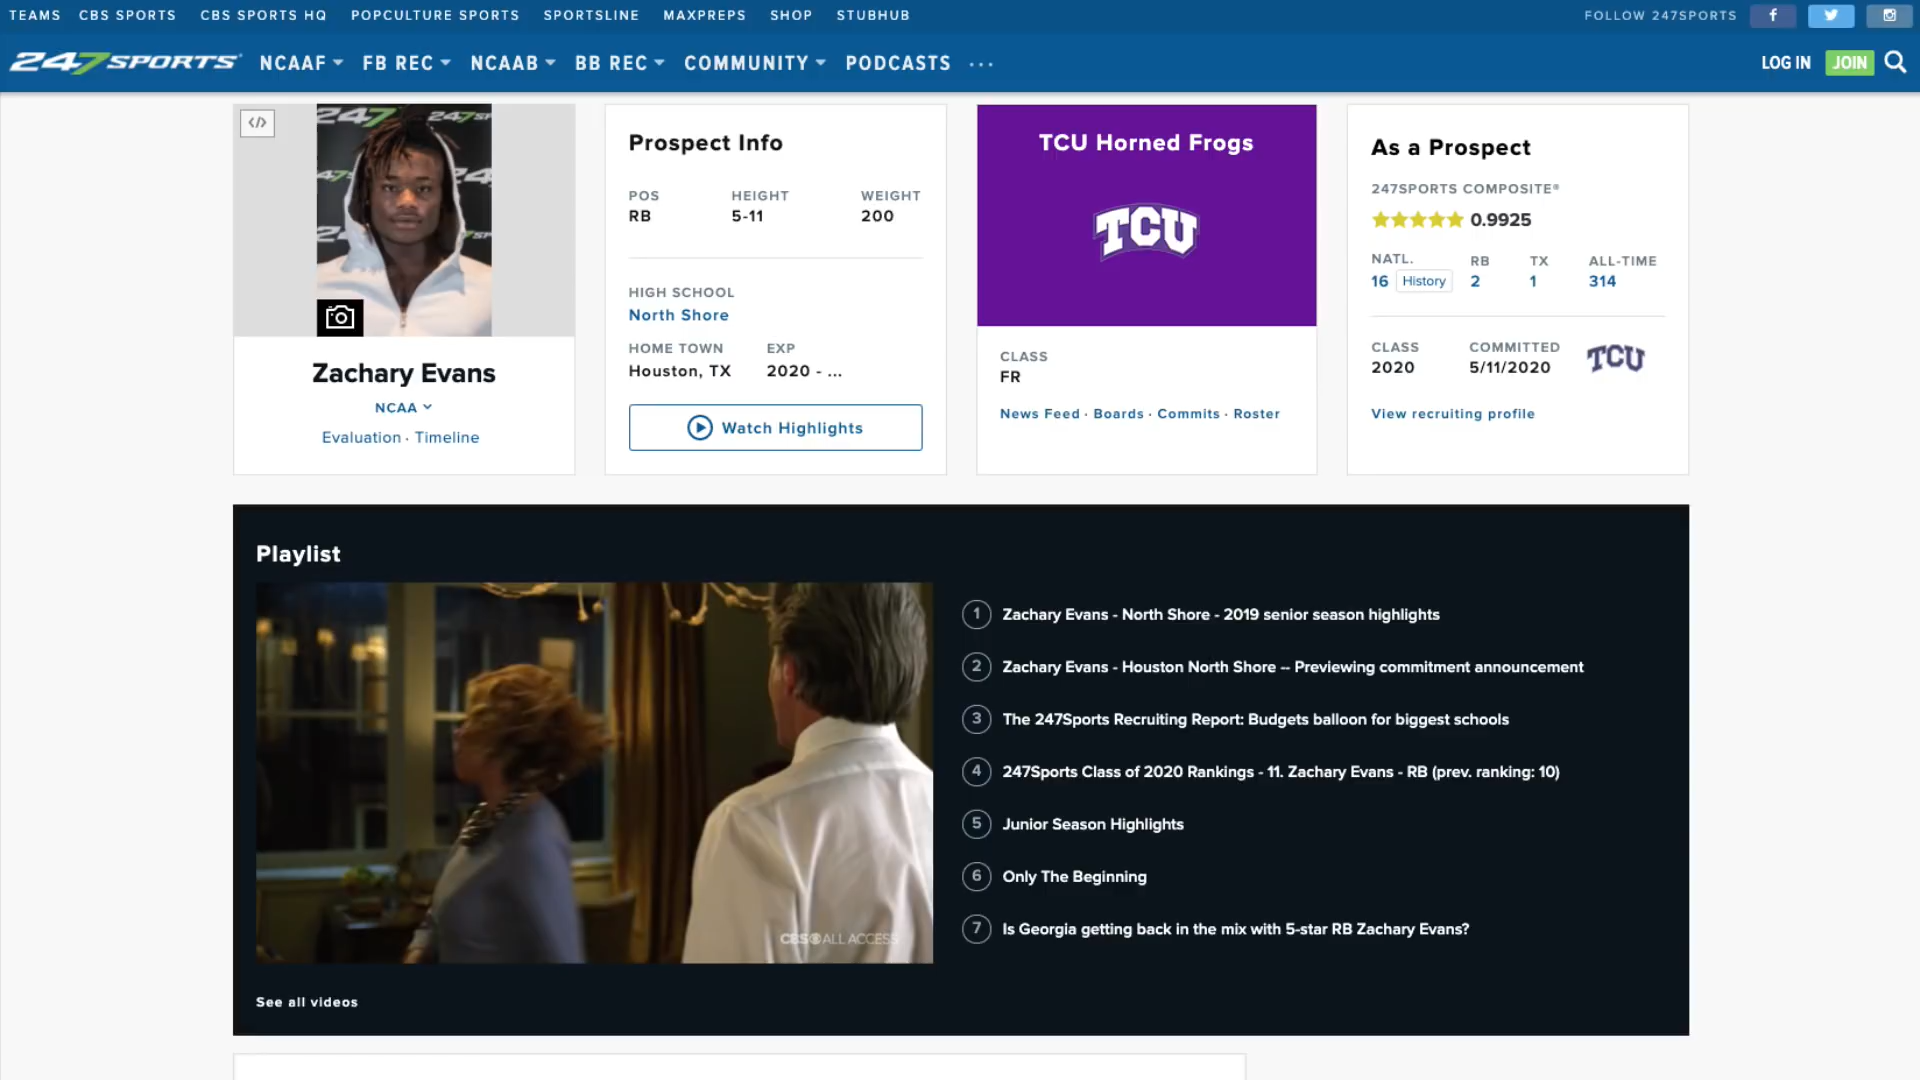 TEAMS CBS SPORTS CBS SPORTS HQ POPCULTURE SPORTS SPORTSLINE MAXPREPS SHOP STUBHUB FOLLOW 247SPORTS
247SPORTS NCAAF FB REC NCAAB BB REC COMMUNITY PODCASTS ... LOG IN JOIN
Zachary Evans
NCAA
Evaluation · Timeline
Prospect Info
POS HEIGHT WEIGHT
RB 5-11 200
HIGH SCHOOL
North Shore
HOME TOWN EXP
Houston, TX 2020 - ...
Watch Highlights
TCU Horned Frogs
TCU
CLASS
FR
News Feed · Boards · Commits · Roster
As a Prospect
247SPORTS COMPOSITE®
0.9925
NATL. RB TX ALL-TIME
16 History 2 1 314
CLASS COMMITTED
2020 5/11/2020 TCU
View recruiting profile
Playlist
CBS ALL ACCESS
1 Zachary Evans - North Shore - 2019 senior season highlights
2 Zachary Evans - Houston North Shore -- Previewing commitment announcement
3 The 247Sports Recruiting Report: Budgets balloon for biggest schools
4 247Sports Class of 2020 Rankings - 11. Zachary Evans - RB (prev. ranking: 10)
5 Junior Season Highlights
6 Only The Beginning
7 Is Georgia getting back in the mix with 5-star RB Zachary Evans?
See all videos